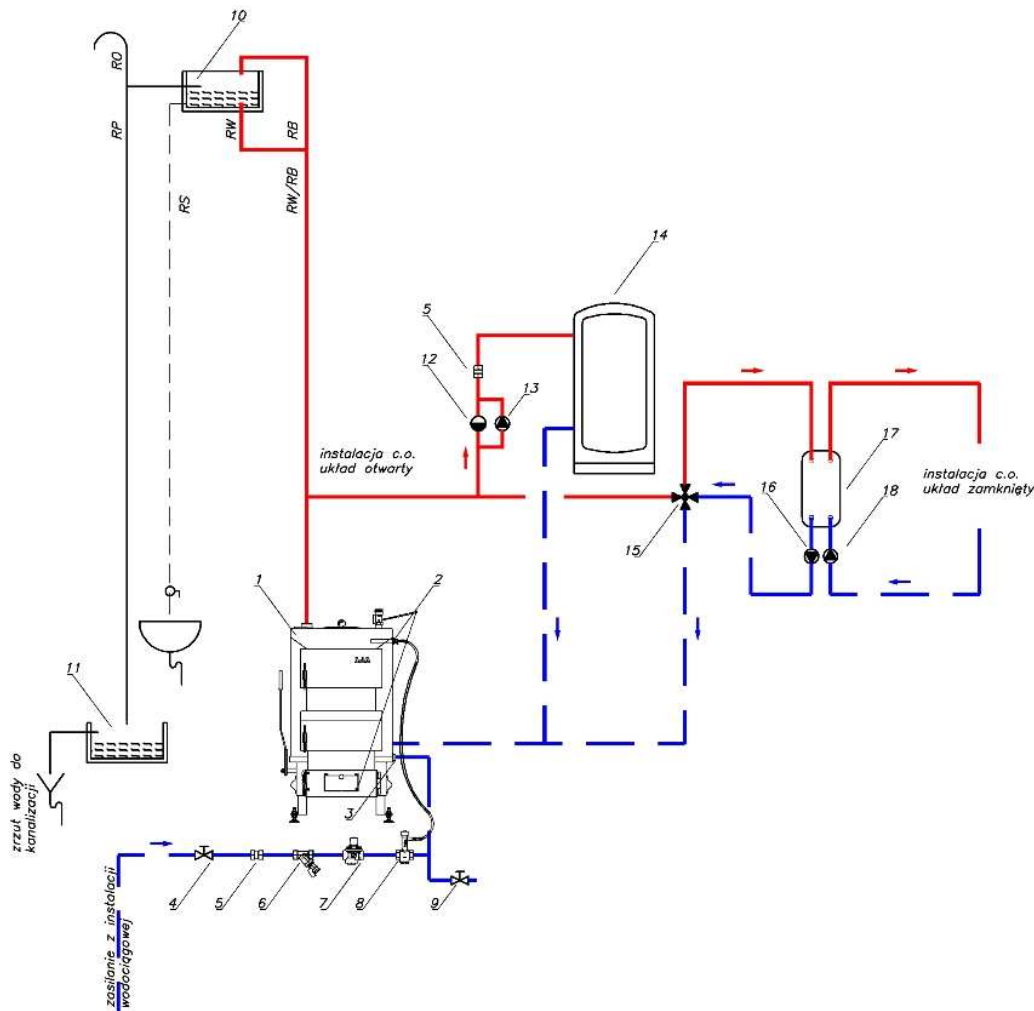 10
RO
RP
RW
RB
RW/RB
RS
14
5
12
13
instalacja c.o.
układ otwarty
17
instalacja c.o.
układ zamknięty
16
18
15
1
2
11
3
zrzut wody do
kanalizacji
4
5
6
7
8
9
zasilanie z instalacji
wodociągowej